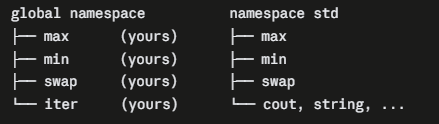 global namespace          namespace std
├── max      (yours)      ├── max
├── min      (yours)      ├── min
├── swap     (yours)      ├── swap
└── iter     (yours)      └── cout, string, ...